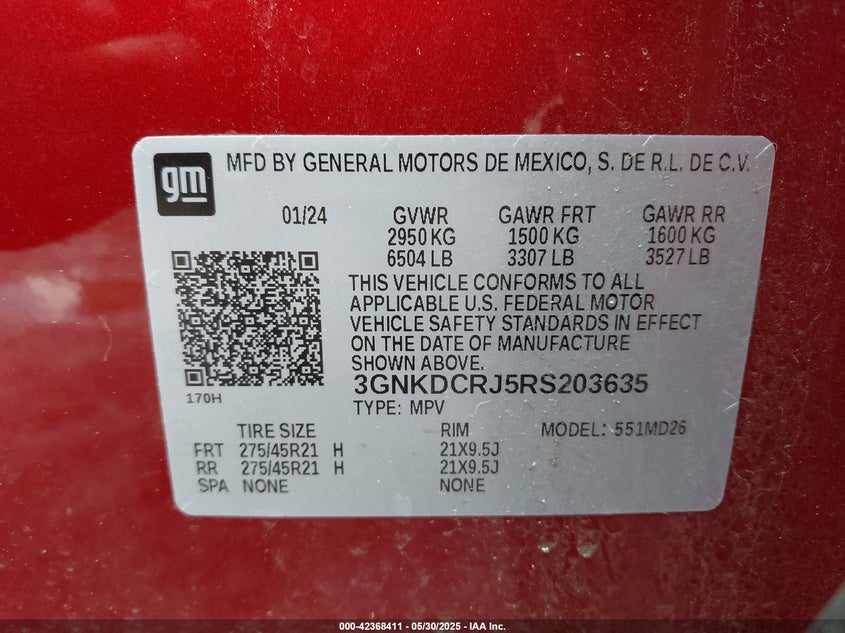 gm
MFD BY GENERAL MOTORS DE MEXICO, S. DE R.L. DE C.V.
01/24 GVWR GAWR FRT GAWR RR
2950 KG 1500 KG 1600 KG
6504 LB 3307 LB 3527 LB
THIS VEHICLE CONFORMS TO ALL
APPLICABLE U.S. FEDERAL MOTOR
VEHICLE SAFETY STANDARDS IN EFFECT
ON THE DATE OF MANUFACTURE
SHOWN ABOVE.
170H
3GNKDCRJ5RS203635
TYPE: MPV
TIRE SIZE RIM MODEL: 551MD26
FRT 275/45R21 H 21X9.5J
RR 275/45R21 H 21X9.5J
SPA NONE NONE
000-42368411 - 05/30/2025 - IAA Inc.